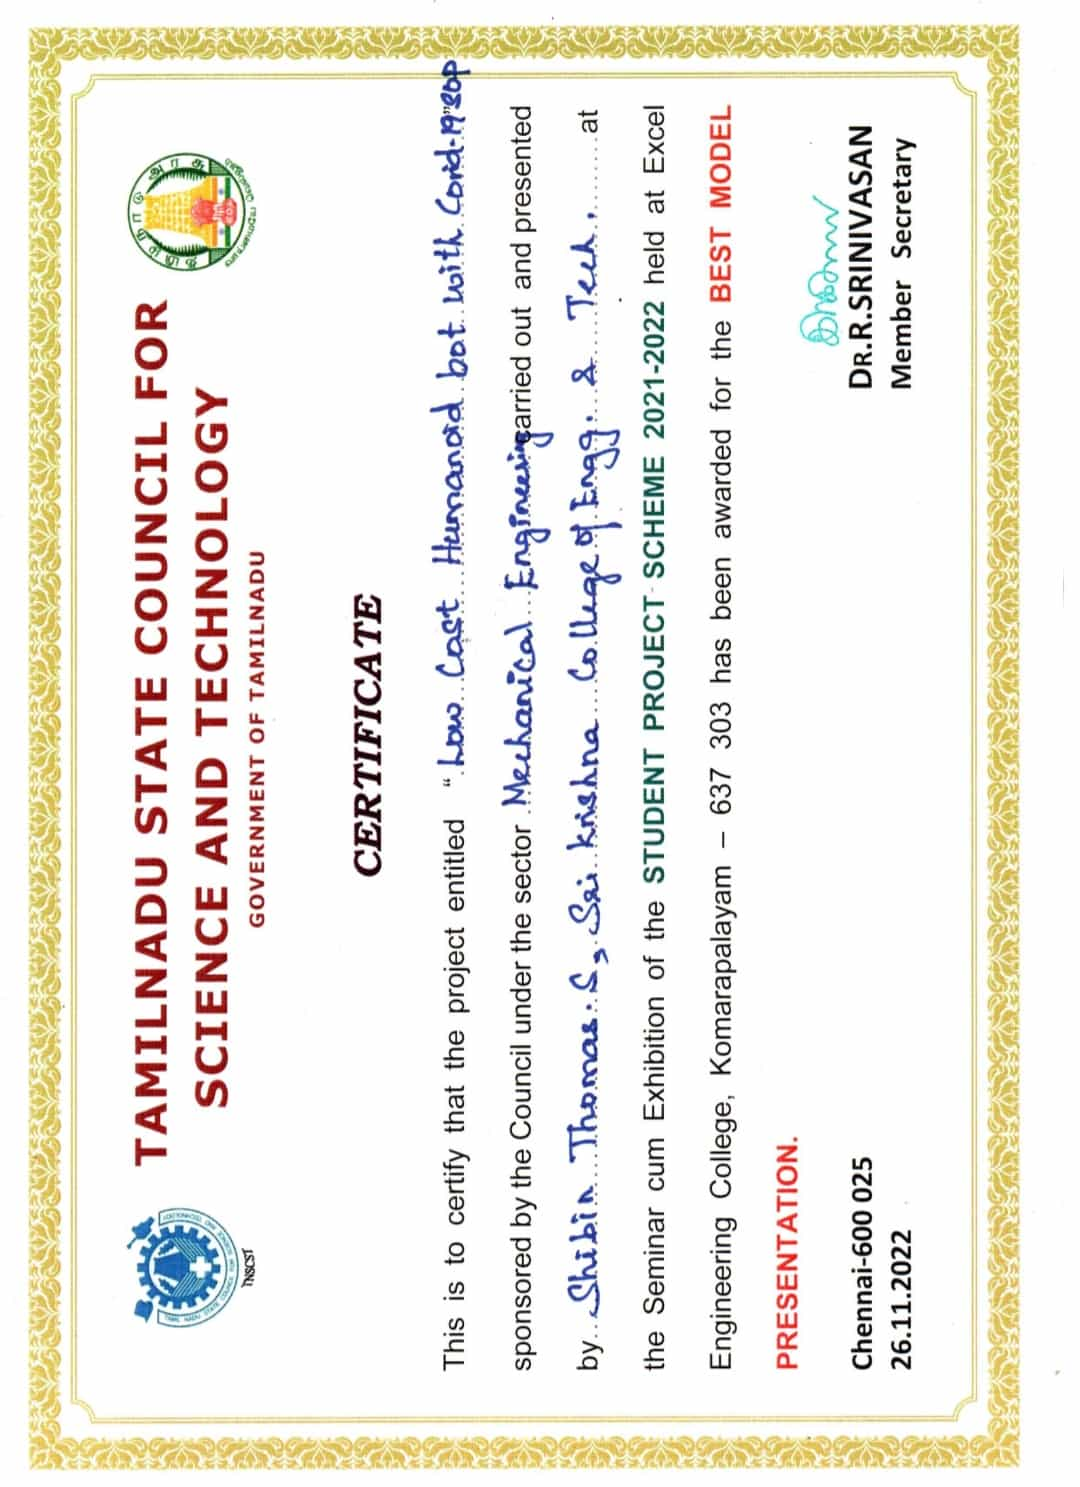 TAMILNADU STATE COUNCIL FOR
SCIENCE AND TECHNOLOGY
GOVERNMENT OF TAMILNADU
TNSCST
CERTIFICATE
This is to certify that the project entitled " Low Cost Humanoid bot with Covid-19 SOP
sponsored by the Council under the sector Mechanical Engineering carried out and presented
by Shibin Thomas. S, Sri Krishna College of Engg. & Tech. at
the Seminar cum Exhibition of the STUDENT PROJECT SCHEME 2021-2022 held at Excel
Engineering College, Komarapalayam – 637 303 has been awarded for the BEST MODEL
PRESENTATION.
Chennai-600 025
26.11.2022
DR.R.SRINIVASAN
Member Secretary